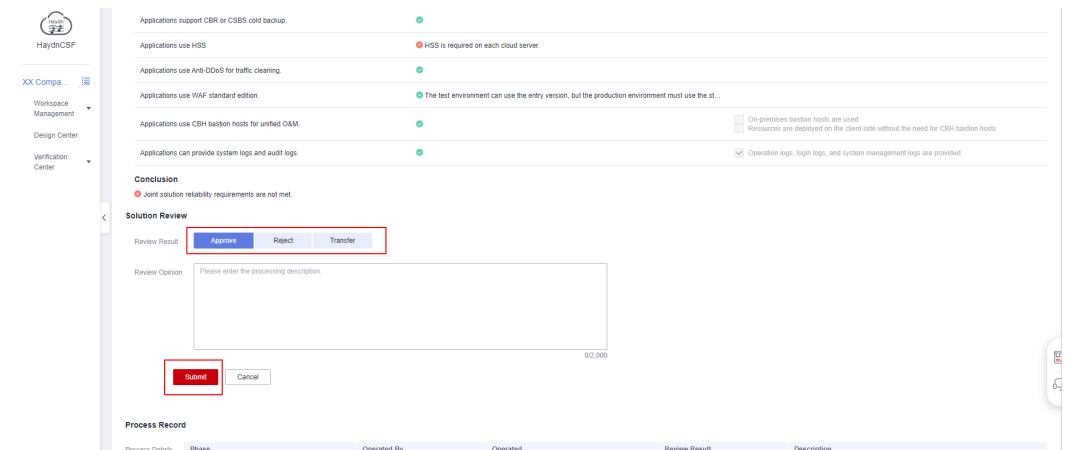 Haydn
HaydnCSF
XX Compa...
Workspace
Management
Design Center
Verification
Center
Applications support CBR or CSBS cold backup.
Applications use HSS
HSS is required on each cloud server.
Applications use Anti-DDoS for traffic cleaning.
Applications use WAF standard edition.
The test environment can use the entry version, but the production environment must use the st...
Applications use CBH bastion hosts for unified O&M.
On-premises bastion hosts are used.
Resources are deployed on the client side without the need for CBH bastion hosts
Applications can provide system logs and audit logs.
Operation logs, login logs, and system management logs are provided.
Conclusion
Joint solution reliability requirements are not met.
Solution Review
Review Result
Approve
Reject
Transfer
Review Opinion
Please enter the processing description.
0/2,000
Submit
Cancel
Process Record
Process Details
Phase
Operated By
Operated
Review Result
Description